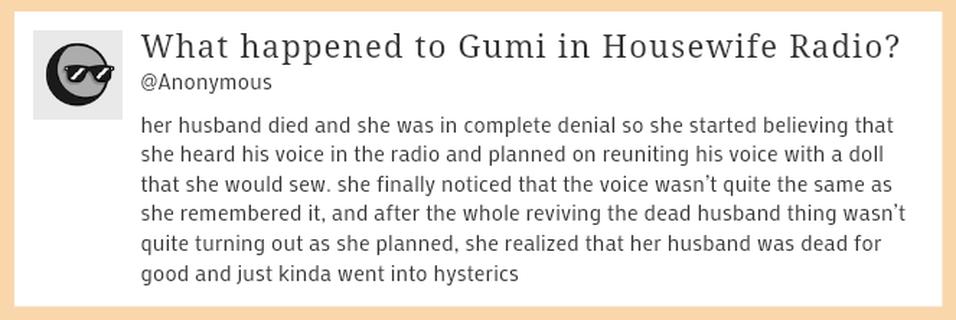 What happened to Gumi in Housewife Radio?
@Anonymous
her husband died and she was in complete denial so she started believing that
she heard his voice in the radio and planned on reuniting his voice with a doll
that she would sew. she finally noticed that the voice wasn't quite the same as
she remembered it, and after the whole reviving the dead husband thing wasn't
quite turning out as she planned, she realized that her husband was dead for
good and just kinda went into hysterics